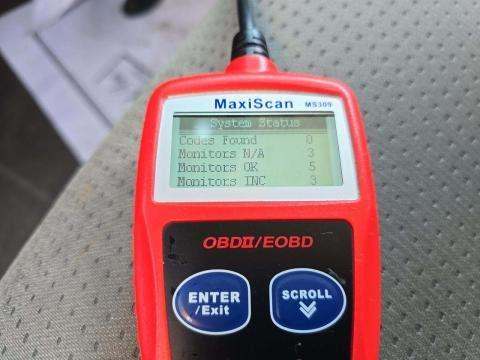 MaxiScan MS309
System Status
Codes Found 0
Monitors N/A 3
Monitors OK 5
Monitors INC 3
OBDII/EOBD
ENTER
/Exit
SCROLL